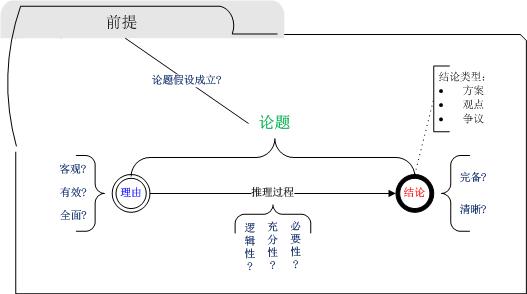 前提
论题假设成立?
结论类型:
● 方案
● 观点
● 争议
论题
客观?
有效?
全面?
理由
推理过程
结论
完备?
清晰?
逻辑性?
充分性?
必要性?